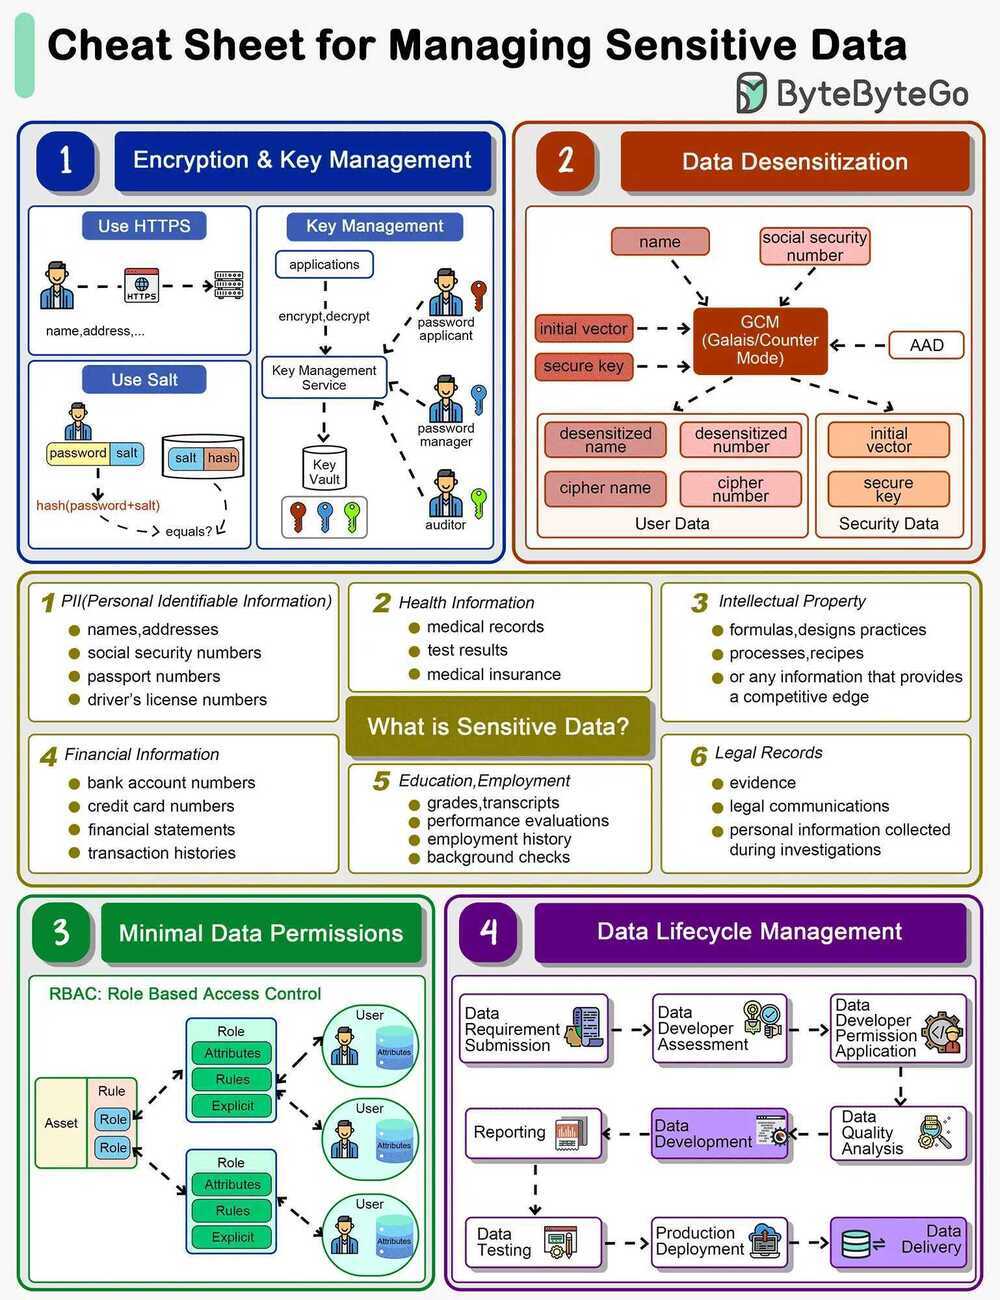 Cheat Sheet for Managing Sensitive Data
ByteByteGo
1
Encryption & Key Management
Use HTTPS
HTTPS
name,address,...
Use Salt
password
salt
salt
hash
hash(password+salt)
equals?
Key Management
applications
encrypt,decrypt
Key Management
Service
Key
Vault
password
applicant
password
manager
auditor
2
Data Desensitization
name
social security
number
initial vector
secure key
GCM
(Galais/Counter
Mode)
AAD
desensitized
name
desensitized
number
cipher name
cipher
number
User Data
initial
vector
secure
key
Security Data
1 PII(Personal Identifiable Information)
names,addresses
social security numbers
passport numbers
driver's license numbers
2 Health Information
medical records
test results
medical insurance
3 Intellectual Property
formulas,designs practices
processes,recipes
or any information that provides
a competitive edge
What is Sensitive Data?
4 Financial Information
bank account numbers
credit card numbers
financial statements
transaction histories
5 Education,Employment
grades,transcripts
performance evaluations
employment history
background checks
6 Legal Records
evidence
legal communications
personal information collected
during investigations
3
Minimal Data Permissions
RBAC: Role Based Access Control
Asset
Rule
Role
Role
Role
Attributes
Rules
Explicit
Role
Attributes
Rules
Explicit
User
Attributes
User
Attributes
User
Attributes
4
Data Lifecycle Management
Data
Requirement
Submission
Data
Developer
Assessment
Data
Developer
Permission
Application
Reporting
Data
Development
Data
Quality
Analysis
Data
Testing
Production
Deployment
Data
Delivery